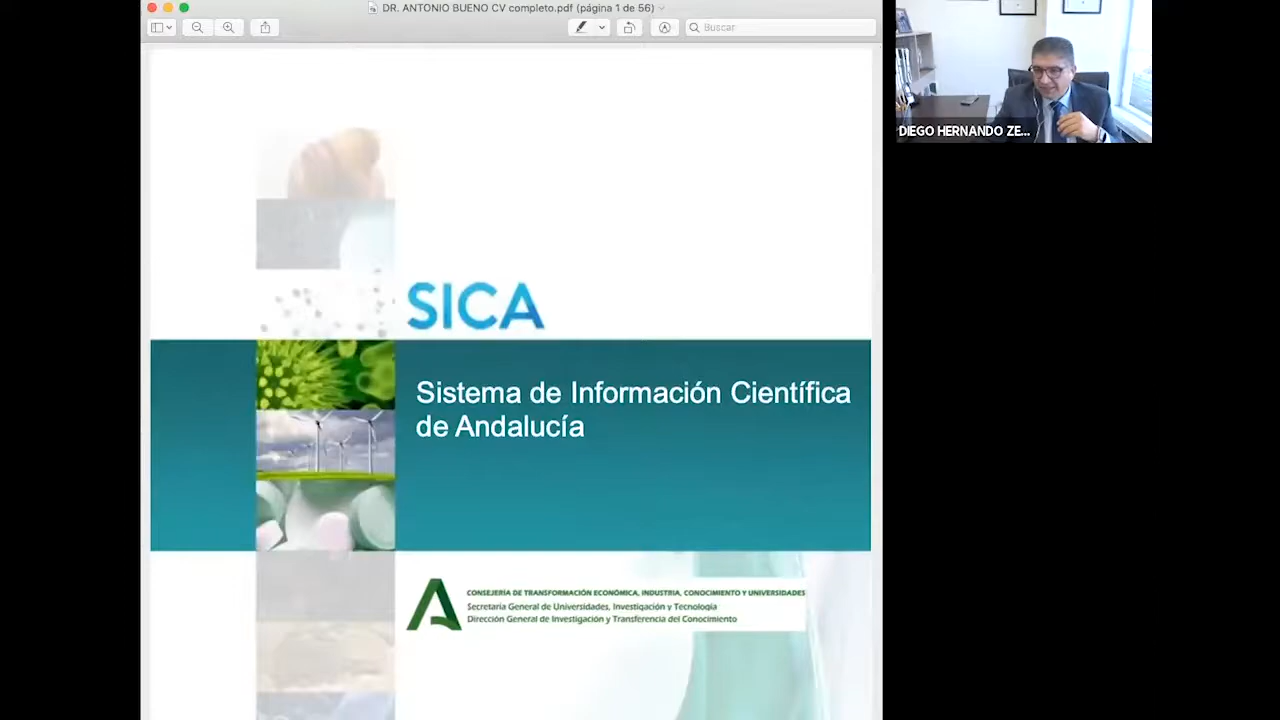 DR. ANTONIO BUENO CV completo.pdf (página 1 de 56)
Buscar
DIEGO HERNANDO ZE...
SICA
Sistema de Información Científica
de Andalucía
CONSEJERÍA DE TRANSFORMACIÓN ECONÓMICA, INDUSTRIA, CONOCIMIENTO Y UNIVERSIDADES
Secretaría General de Universidades, Investigación y Tecnología
Dirección General de Investigación y Transferencia del Conocimiento